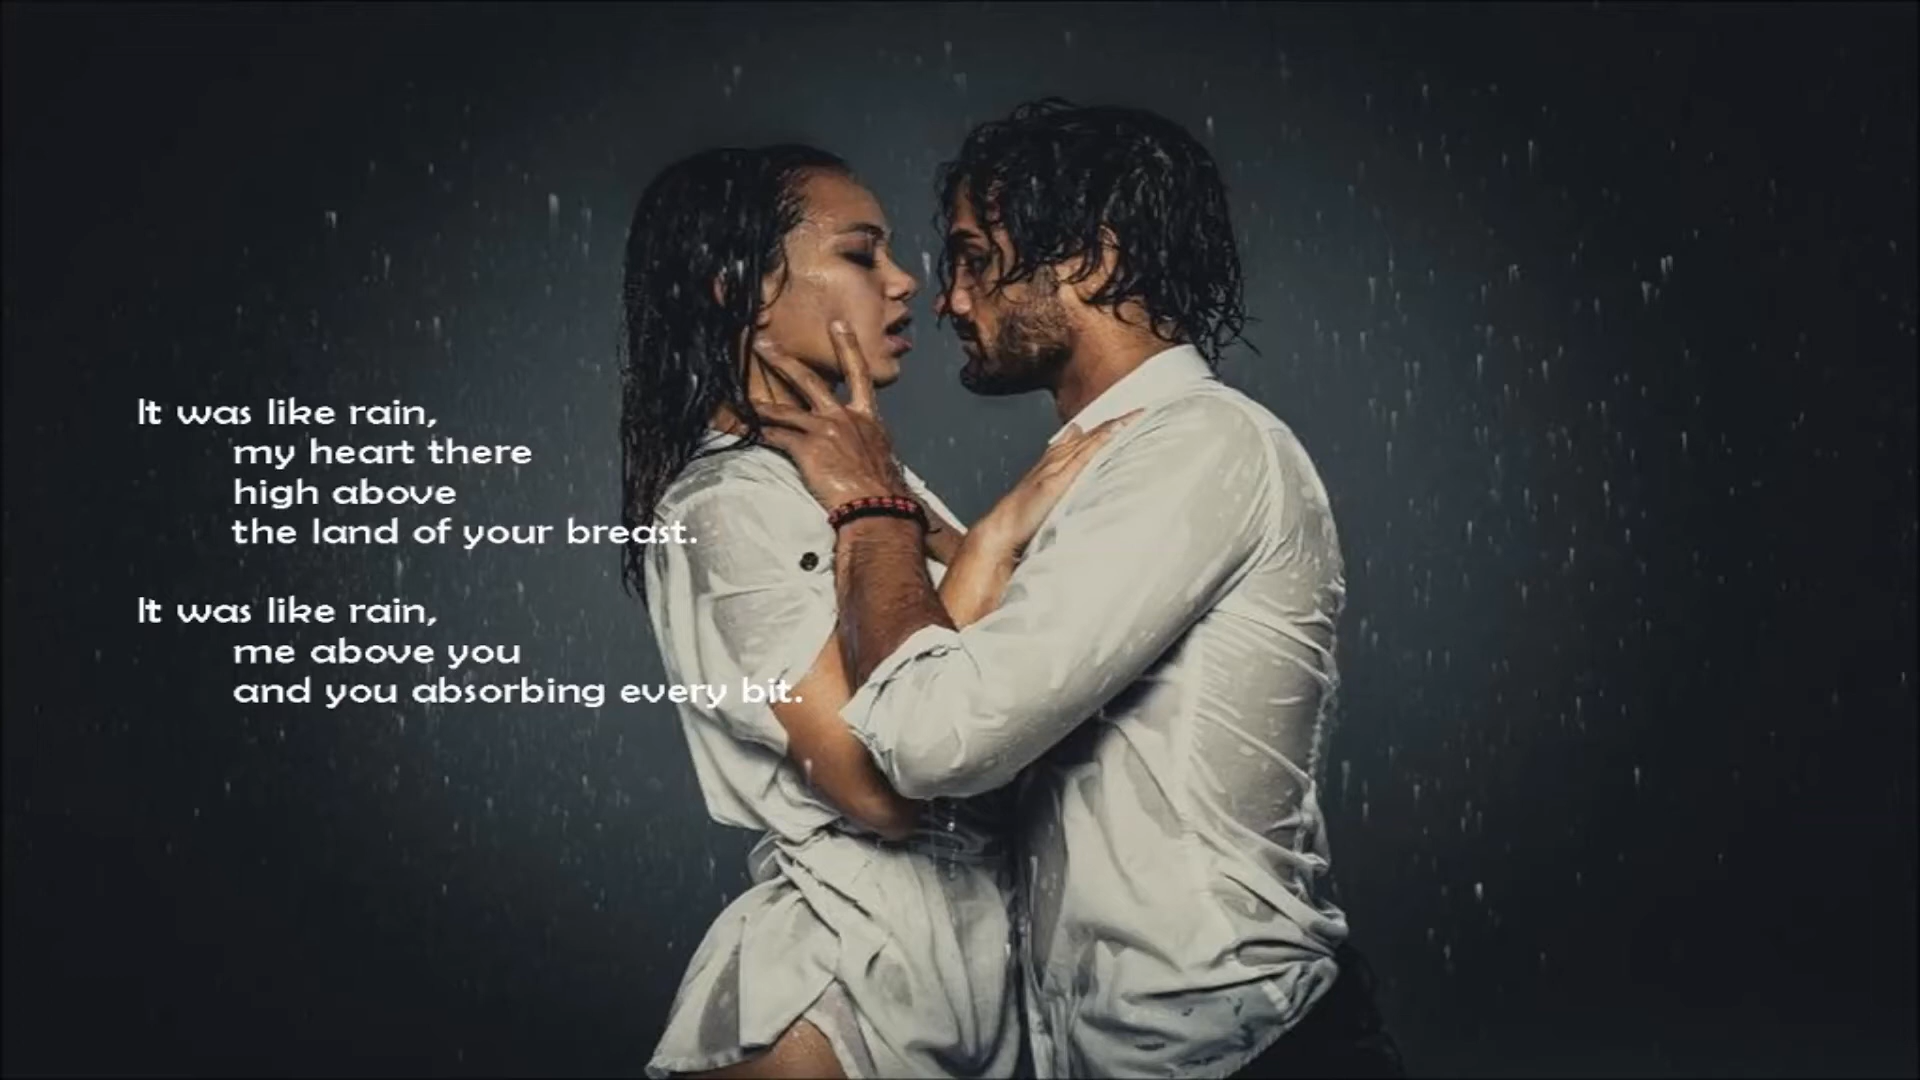 It was like rain,
my heart there
high above
the land of your breast.
It was like rain,
me above you
and you absorbing every bit.